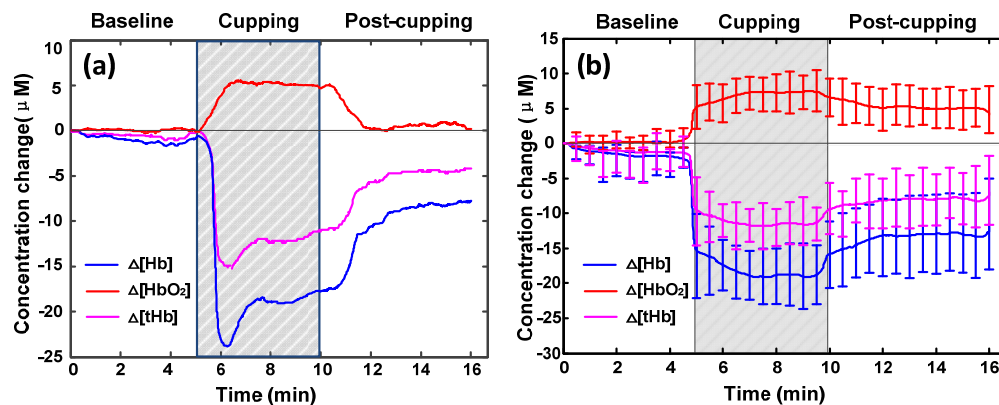 Baseline Cupping Post-cupping
(a)
Concentration change( μ M)
10
5
0
-5
-10
-15
-20
-25
△[Hb]
△[HbO₂]
△[tHb]
0 2 4 6 8 10 12 14 16
Time (min)
Baseline Cupping Post-cupping
(b)
Concentration change (μ M)
15
10
5
0
-5
-10
-15
-20
-25
-30
△[Hb]
△[HbO₂]
△[tHb]
0 2 4 6 8 10 12 14 16
Time (min)